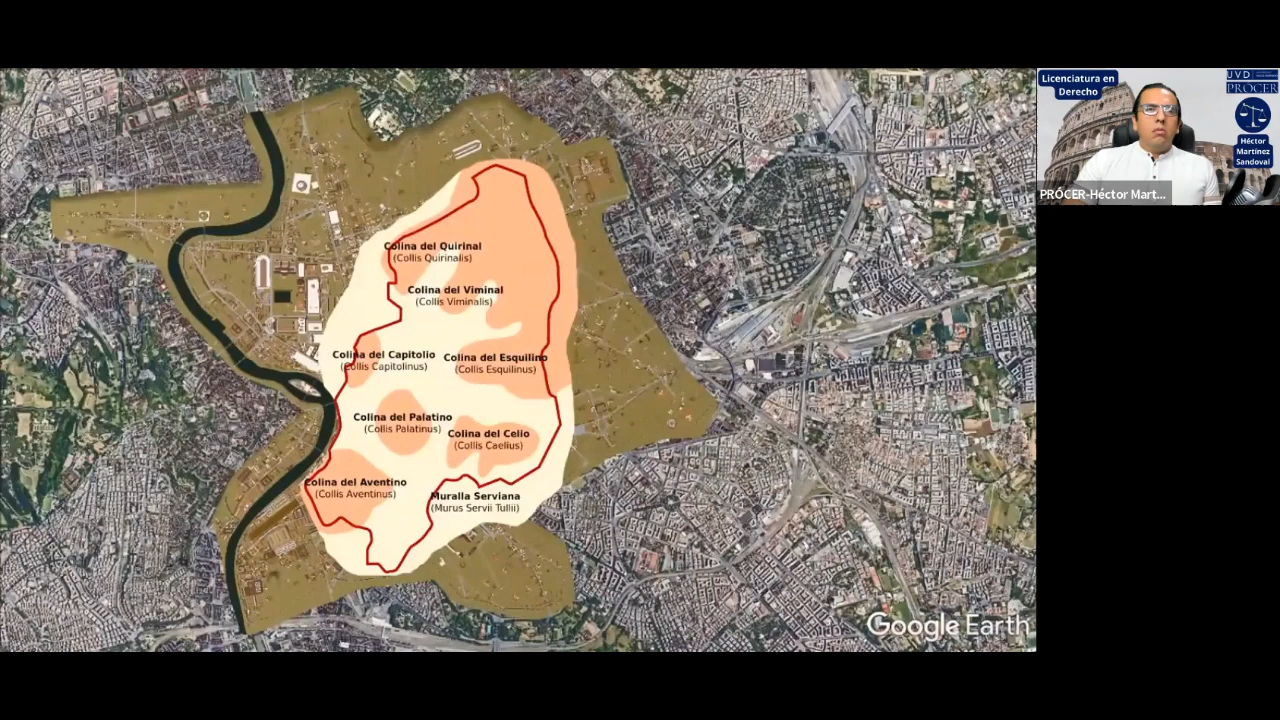 Colina del Quirinal
(Collis Quirinalis)
Colina del Viminal
(Collis Viminalis)
Colina del Capitolio
(Collis Capitolinus)
Colina del Esquilino
(Collis Esquilinus)
Colina del Palatino
(Collis Palatinus)
Colina del Celio
(Collis Caelius)
Colina del Aventino
(Collis Aventinus)
Muralla Serviana
(Murus Servii Tullii)
Google Earth
Licenciatura en
Derecho
UVD
PRÓCER
Héctor
Martínez
Sandoval
PRÓCER-Héctor Mart...